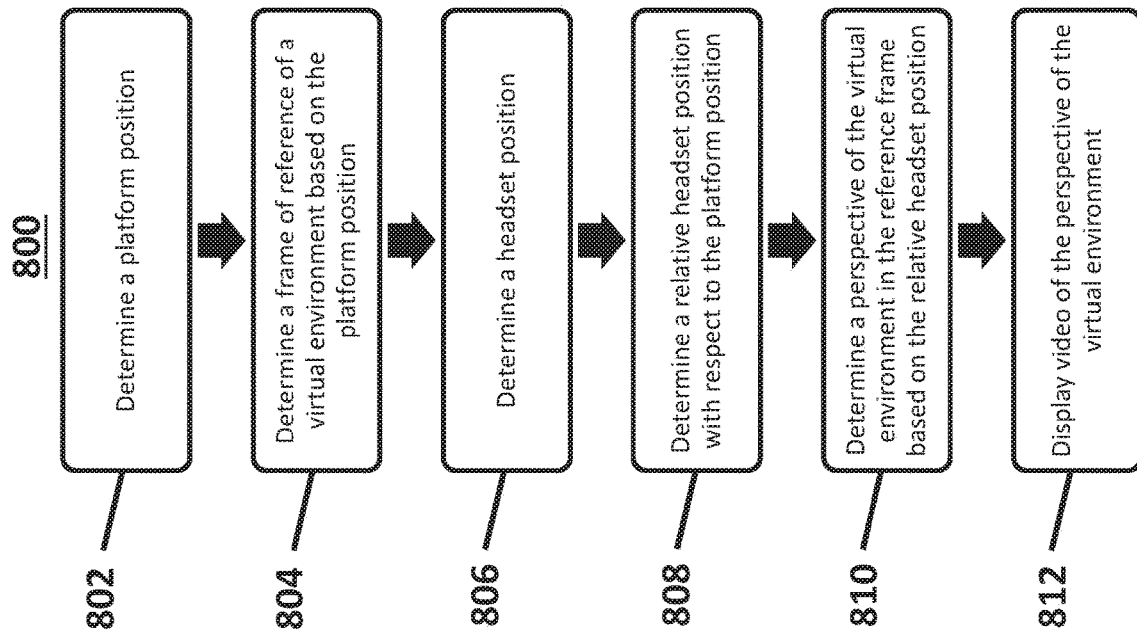 800
802
Determine a platform position
804
Determine a frame of reference of a
virtual environment based on the
platform position
806
Determine a headset position
808
Determine a relative headset position
with respect to the platform position
810
Determine a perspective of the virtual
environment in the reference frame
based on the relative headset position
812
Display video of the perspective of the
virtual environment